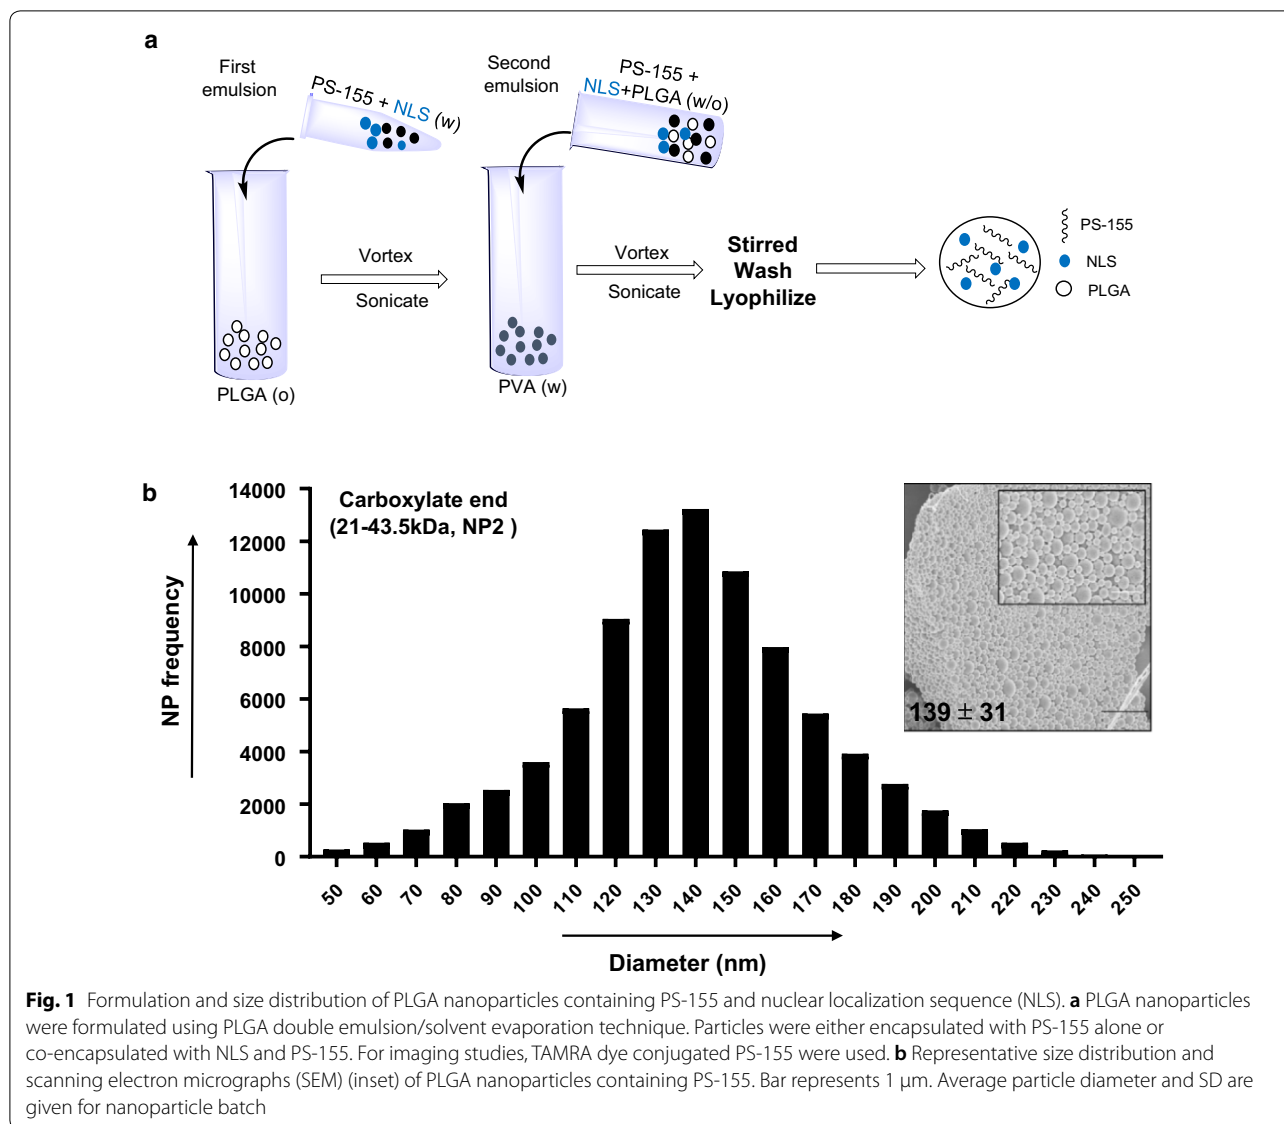 a
First
emulsion
PS-155 + NLS (w)
Second
emulsion
PS-155 +
NLS+PLGA (w/o)
Vortex
Sonicate
Vortex
Sonicate
Stirred
Wash
Lyophilize
PS-155
NLS
PLGA
PLGA (o)
PVA (w)
b
Carboxylate end
(21-43.5kDa, NP2 )
NP frequency
14000
12000
10000
8000
6000
4000
2000
0
139 ± 31
50 60 70 80 90 100 110 120 130 140 150 160 170 180 190 200 210 220 230 240 250
Diameter (nm)
Fig. 1 Formulation and size distribution of PLGA nanoparticles containing PS-155 and nuclear localization sequence (NLS). a PLGA nanoparticles
were formulated using PLGA double emulsion/solvent evaporation technique. Particles were either encapsulated with PS-155 alone or
co-encapsulated with NLS and PS-155. For imaging studies, TAMRA dye conjugated PS-155 were used. b Representative size distribution and
scanning electron micrographs (SEM) (inset) of PLGA nanoparticles containing PS-155. Bar represents 1 μm. Average particle diameter and SD are
given for nanoparticle batch